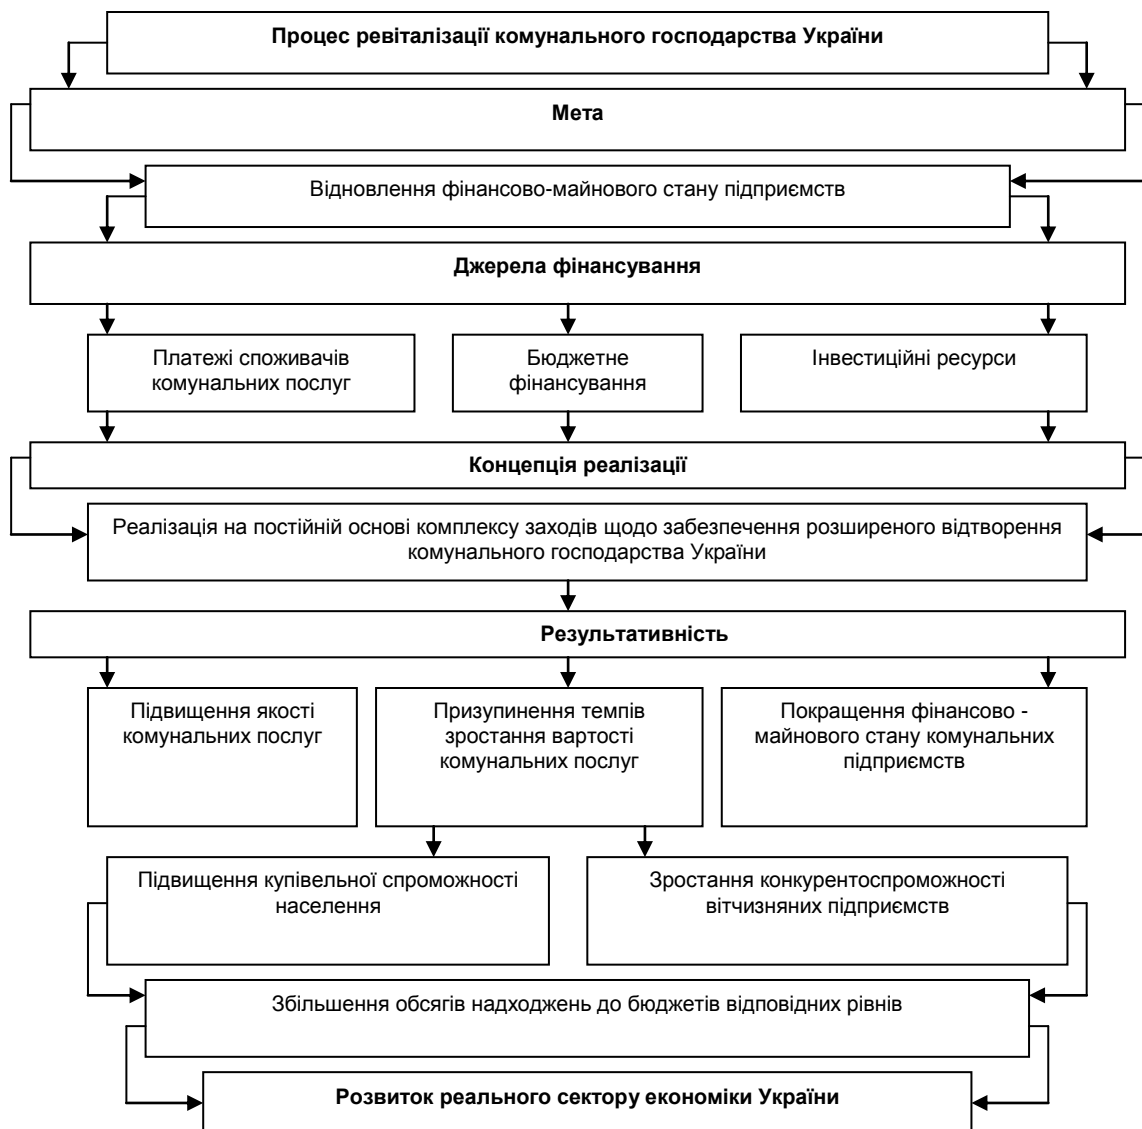 Процес ревіталізації комунального господарства України
Мета
Відновлення фінансово-майнового стану підприємств
Джерела фінансування
Платежі споживачів
комунальних послуг
Бюджетне
фінансування
Інвестиційні ресурси
Концепція реалізації
Реалізація на постійній основі комплексу заходів щодо забезпечення розширеного відтворення
комунального господарства України
Результативність
Підвищення якості
комунальних послуг
Призупинення темпів
зростання вартості
комунальних послуг
Покращення фінансово -
майнового стану комунальних
підприємств
Підвищення купівельної спроможності
населення
Зростання конкурентоспроможності
вітчизняних підприємств
Збільшення обсягів надходжень до бюджетів відповідних рівнів
Розвиток реального сектору економіки України